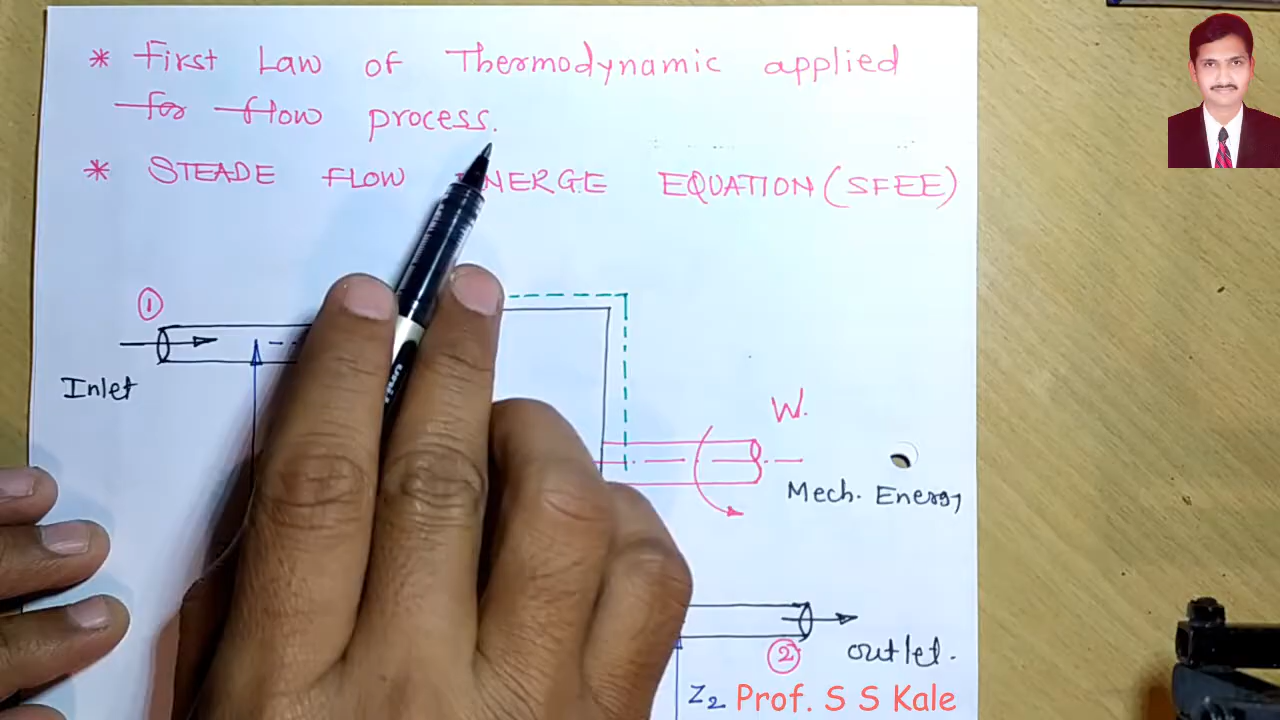 * First Law of Thermodynamic applied
for flow process.
* STEADE FLOW ENERGE EQUATION (SFEE)
1
Inlet
W.
Mech. Energy
2
outlet.
Z2
Prof. S S Kale
uni